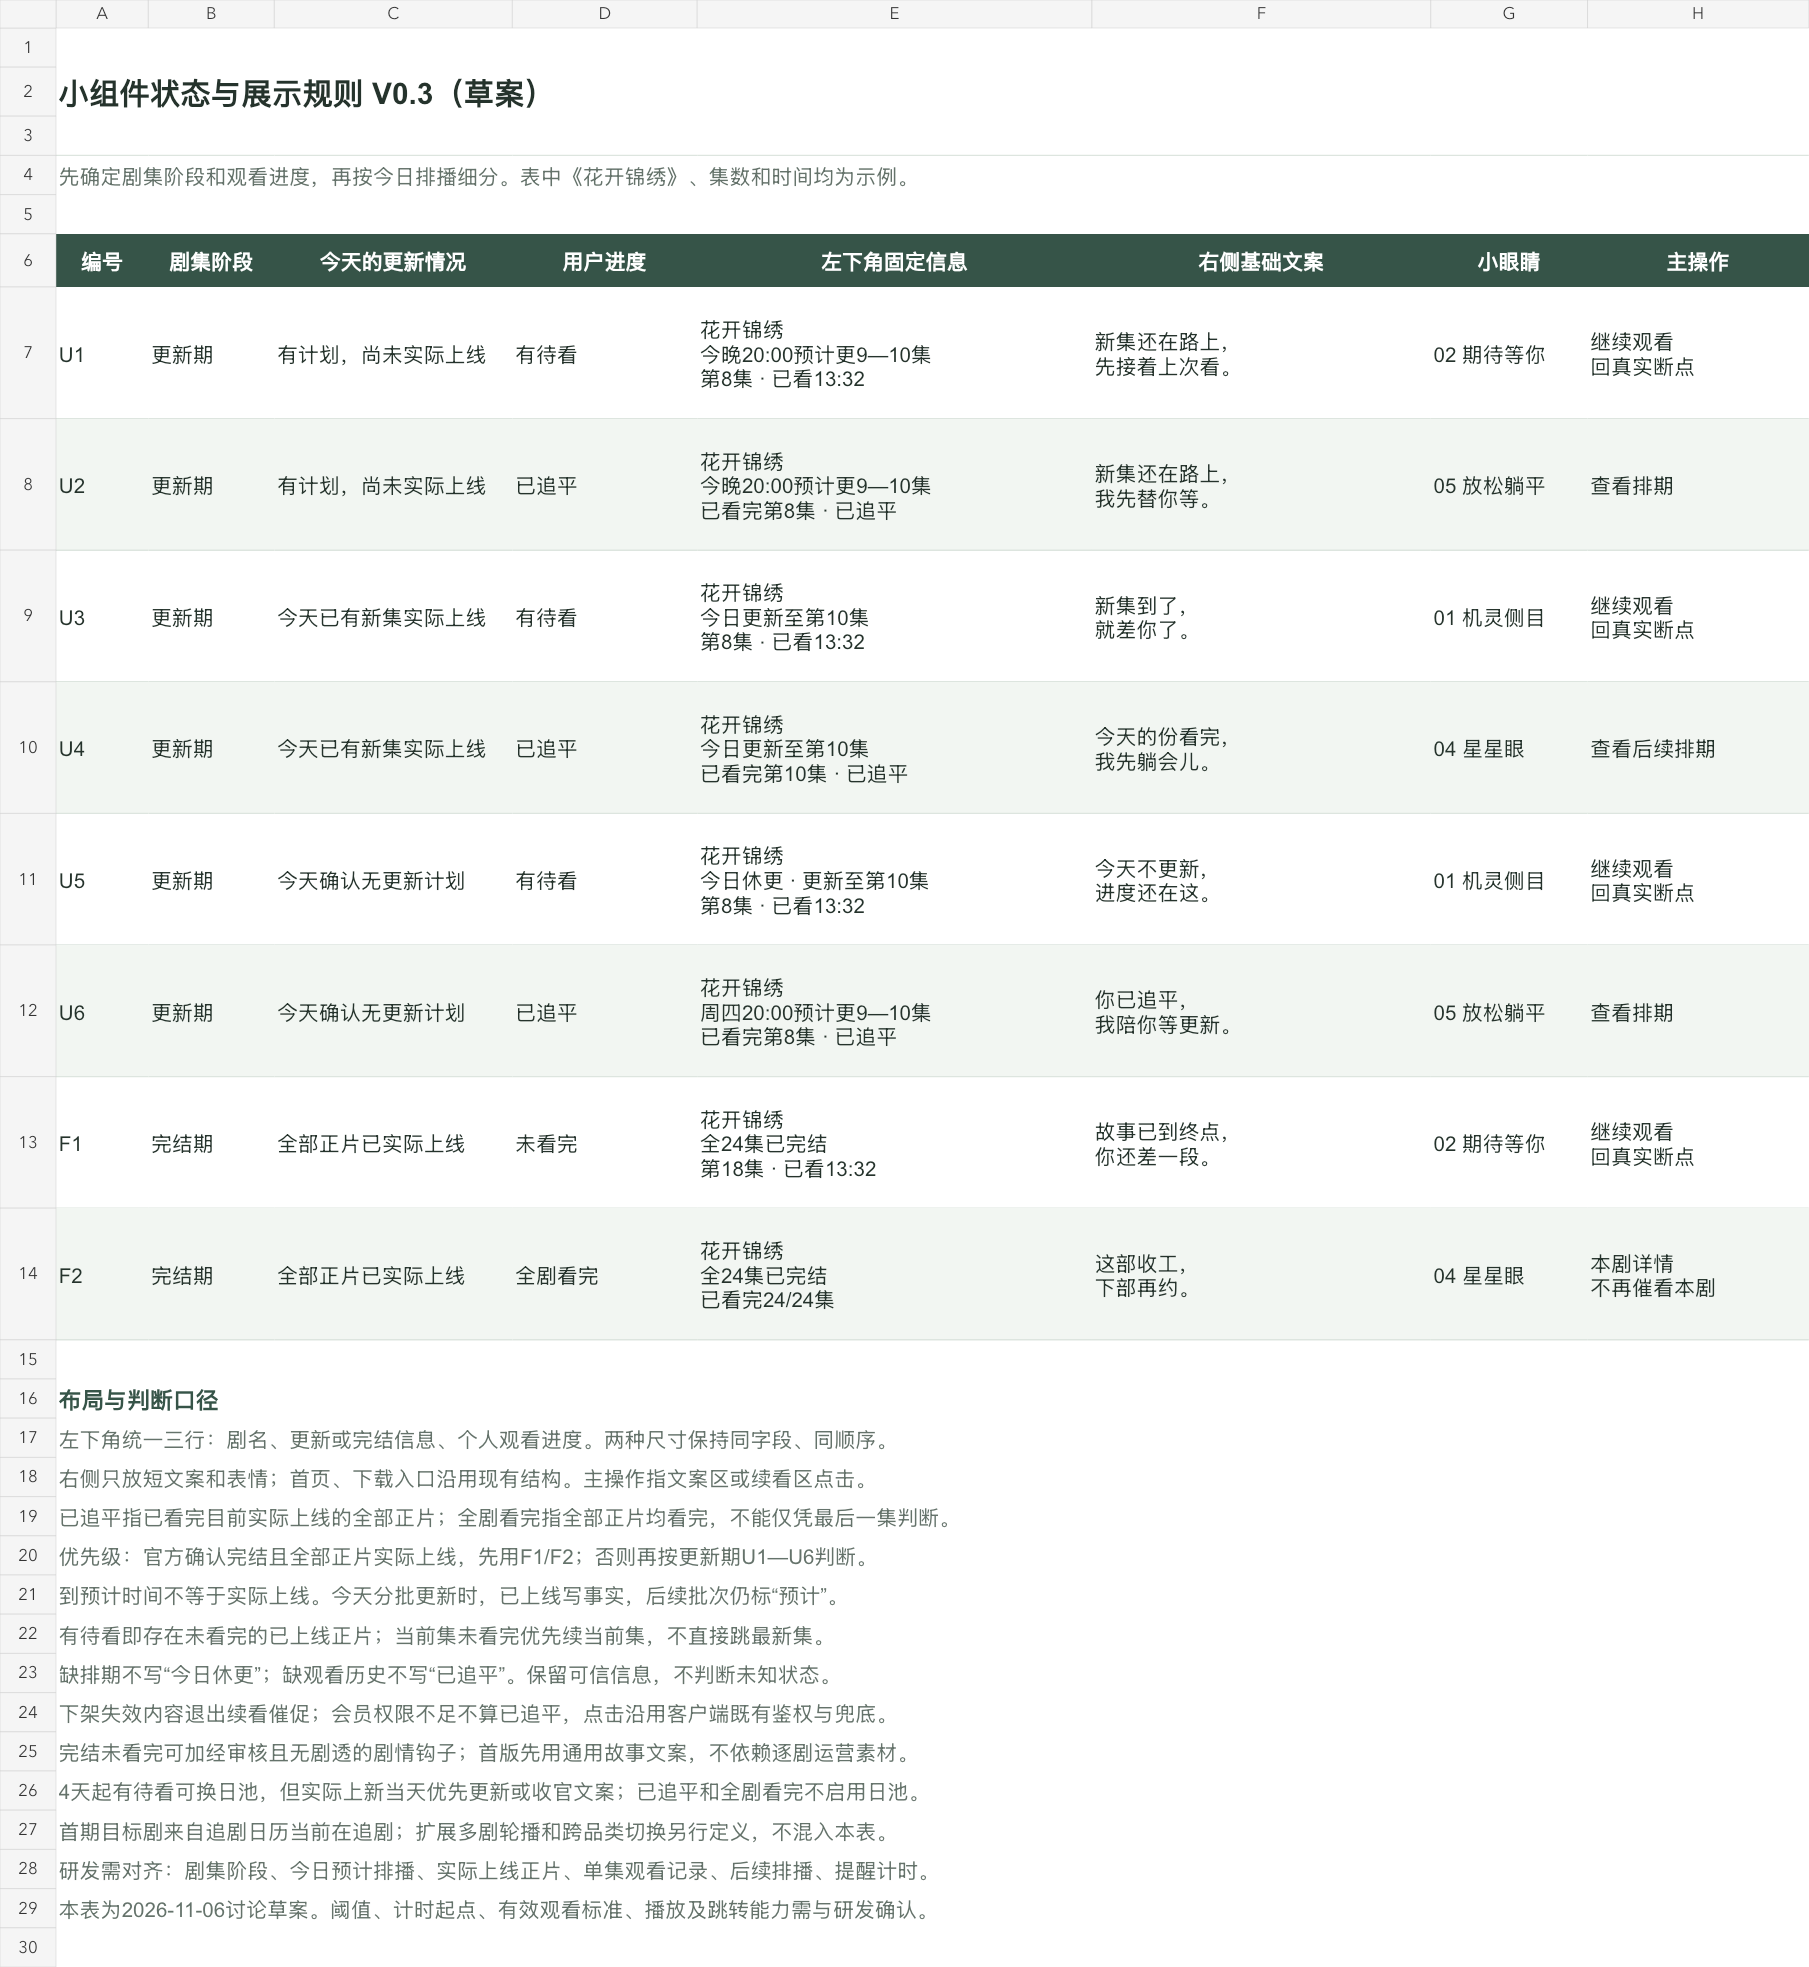 A B C D E F G H
1
2 小组件状态与展示规则 V0.3（草案）
3
4 先确定剧集阶段和观看进度，再按今日排播细分。表中《花开锦绣》、集数和时间均为示例。
5
6 编号 剧集阶段 今天的更新情况 用户进度 左下角固定信息 右侧基础文案 小眼睛 主操作
7 U1 更新期 有计划，尚未实际上线 有待看
花开锦绣
今晚20:00预计更9—10集
第8集 · 已看13:32
新集还在路上，
先接着上次看。
02 期待等你
继续观看
回真实断点
8 U2 更新期 有计划，尚未实际上线 已追平
花开锦绣
今晚20:00预计更9—10集
已看完第8集 · 已追平
新集还在路上，
我先替你等。
05 放松躺平
查看排期
9 U3 更新期 今天已有新集实际上线 有待看
花开锦绣
今日更新至第10集
第8集 · 已看13:32
新集到了，
就差你了。
01 机灵侧目
继续观看
回真实断点
10 U4 更新期 今天已有新集实际上线 已追平
花开锦绣
今日更新至第10集
已看完第10集 · 已追平
今天的份看完，
我先躺会儿。
04 星星眼
查看后续排期
11 U5 更新期 今天确认无更新计划 有待看
花开锦绣
今日休更 · 更新至第10集
第8集 · 已看13:32
今天不更新，
进度还在这。
01 机灵侧目
继续观看
回真实断点
12 U6 更新期 今天确认无更新计划 已追平
花开锦绣
周四20:00预计更9—10集
已看完第8集 · 已追平
你已追平，
我陪你等更新。
05 放松躺平
查看排期
13 F1 完结期 全部正片已实际上线 未看完
花开锦绣
全24集已完结
第18集 · 已看13:32
故事已到终点，
你还差一段。
02 期待等你
继续观看
回真实断点
14 F2 完结期 全部正片已实际上线 全剧看完
花开锦绣
全24集已完结
已看完24/24集
这部收工，
下部再约。
04 星星眼
本剧详情
不再催看本剧
15
16 布局与判断口径
17 左下角统一三行：剧名、更新或完结信息、个人观看进度。两种尺寸保持同字段、同顺序。
18 右侧只放短文案和表情；首页、下载入口沿用现有结构。主操作指文案区或续看区点击。
19 已追平指已看完目前实际上线的全部正片；全剧看完指全部正片均看完，不能仅凭最后一集判断。
20 优先级：官方确认完结且全部正片实际上线，先用F1/F2；否则再按更新期U1—U6判断。
21 到预计时间不等于实际上线。今天分批更新时，已上线写事实，后续批次仍标“预计”。
22 有待看即存在未看完的已上线正片；当前集未看完优先续当前集，不直接跳最新集。
23 缺排期不写“今日休更”；缺观看历史不写“已追平”。保留可信信息，不判断未知状态。
24 下架失效内容退出续看催促；会员权限不足不算已追平，点击沿用客户端既有鉴权与兜底。
25 完结未看完可加经审核且无剧透的剧情钩子；首版先用通用故事文案，不依赖逐剧运营素材。
26 4天起有待看可换日池，但实际上新当天优先更新或收官文案；已追平和全剧看完不启用日池。
27 首期目标剧来自追剧日历当前在追剧；扩展多剧轮播和跨品类切换另行定义，不混入本表。
28 研发需对齐：剧集阶段、今日预计排播、实际上线正片、单集观看记录、后续排播、提醒计时。
29 本表为2026-11-06讨论草案。阈值、计时起点、有效观看标准、播放及跳转能力需与研发确认。
30